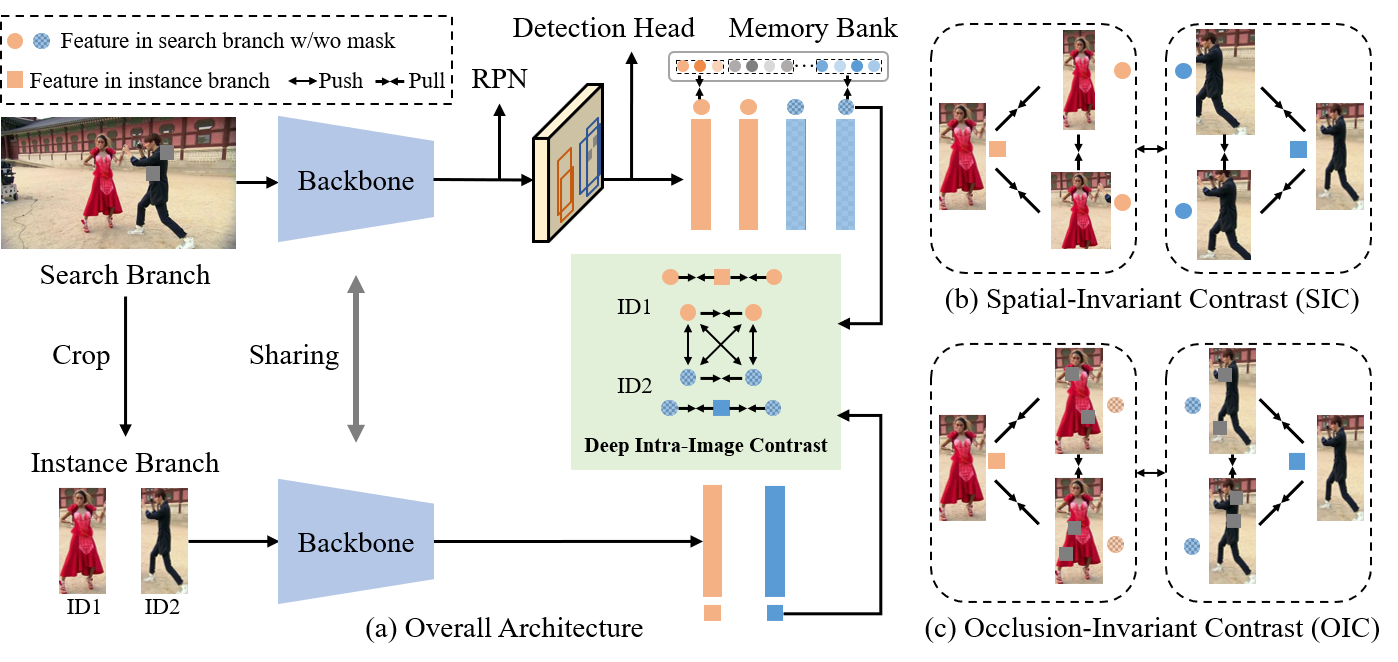 Feature in search branch w/wo mask
Feature in instance branch
Push
Pull
RPN
Detection Head
Memory Bank
Backbone
Search Branch
Crop
Sharing
Instance Branch
ID1
ID2
Backbone
ID1
ID2
Deep Intra-Image Contrast
(a) Overall Architecture
(b) Spatial-Invariant Contrast (SIC)
(c) Occlusion-Invariant Contrast (OIC)